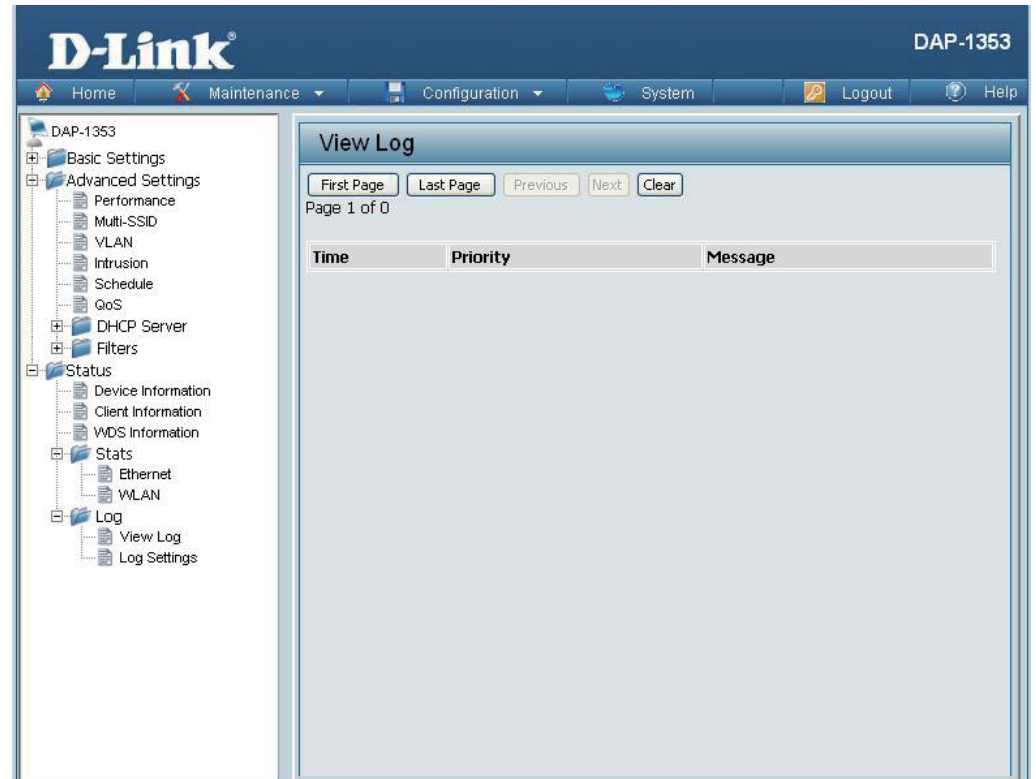 D-Link®
DAP-1353
Home Maintenance Configuration System Logout Help
DAP-1353
Basic Settings
Advanced Settings
Performance
Multi-SSID
VLAN
Intrusion
Schedule
QoS
DHCP Server
Filters
Status
Device Information
Client Information
WDS Information
Stats
Ethernet
WLAN
Log
View Log
Log Settings
View Log
First Page Last Page Previous Next Clear
Page 1 of 0
Time Priority Message